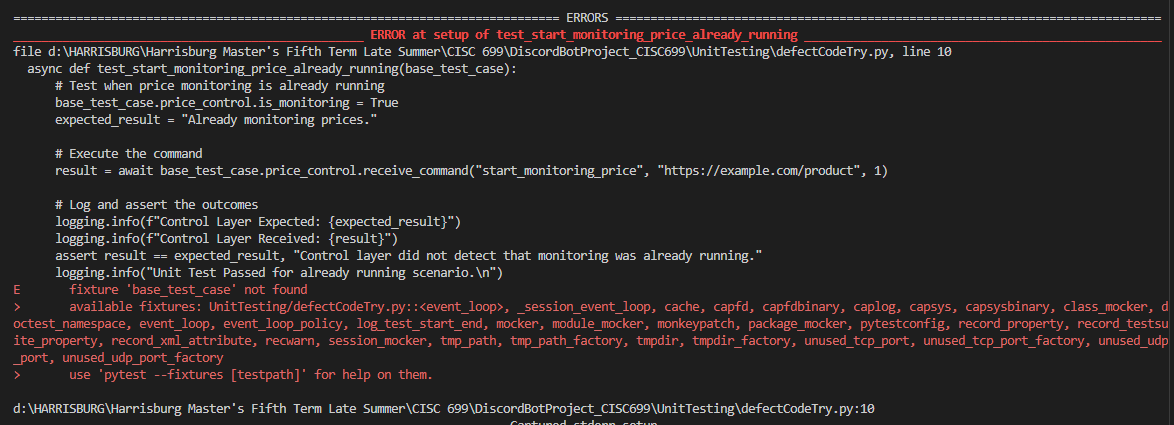 ERRORS
ERROR at setup of test_start_monitoring_price_already_running
file d:\HARRISBURG\Harrisburg Master's Fifth Term Late Summer\CISC 699\DiscordBotProject_CISC699\UnitTesting\defectCodeTry.py, line 10
async def test_start_monitoring_price_already_running(base_test_case):
# Test when price monitoring is already running
base_test_case.price_control.is_monitoring = True
expected_result = "Already monitoring prices."
# Execute the command
result = await base_test_case.price_control.receive_command("start_monitoring_price", "https://example.com/product", 1)
# Log and assert the outcomes
logging.info(f"Control Layer Expected: {expected_result}")
logging.info(f"Control Layer Received: {result}")
assert result == expected_result, "Control layer did not detect that monitoring was already running."
logging.info("Unit Test Passed for already running scenario.\n")
E       fixture 'base_test_case' not found
>       available fixtures: UnitTesting/defectCodeTry.py::<event_loop>, _session_event_loop, cache, capfd, capfdbinary, caplog, capsys, capsysbinary, class_mocker, d
octest_namespace, event_loop, event_loop_policy, log_test_start_end, mocker, module_mocker, monkeypatch, package_mocker, pytestconfig, record_property, record_testsu
ite_property, record_xml_attribute, recwarn, session_mocker, tmp_path, tmp_path_factory, tmpdir, tmpdir_factory, unused_tcp_port, unused_tcp_port_factory, unused_udp
_port, unused_udp_port_factory
>       use 'pytest --fixtures [testpath]' for help on them.
d:\HARRISBURG\Harrisburg Master's Fifth Term Late Summer\CISC 699\DiscordBotProject_CISC699\UnitTesting\defectCodeTry.py:10
Captured stderr setup